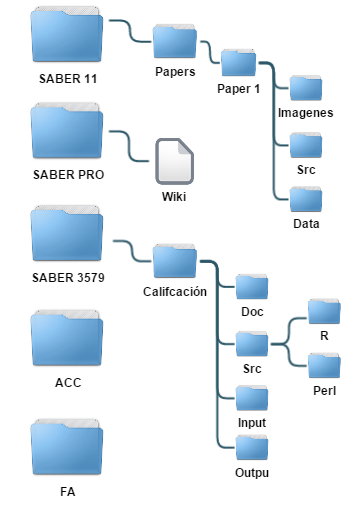 SABER 11
Papers
Paper 1
Imagenes
Src
Data
SABER PRO
Wiki
SABER 3579
Califcación
Doc
Src
R
Perl
Input
Outpu
ACC
FA